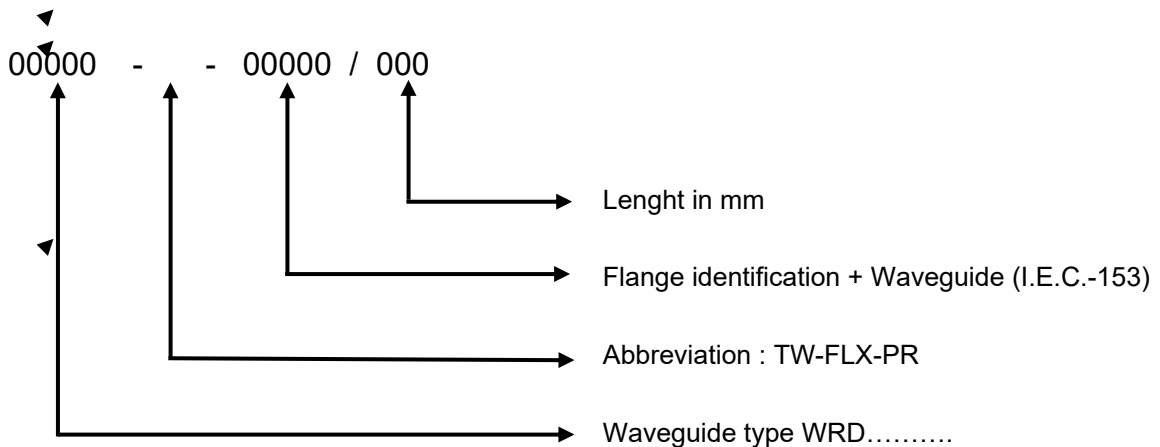 00000 - - 00000 / 000
Lenght in mm
Flange identification + Waveguide (I.E.C.-153)
Abbreviation : TW-FLX-PR
Waveguide type WRD..........